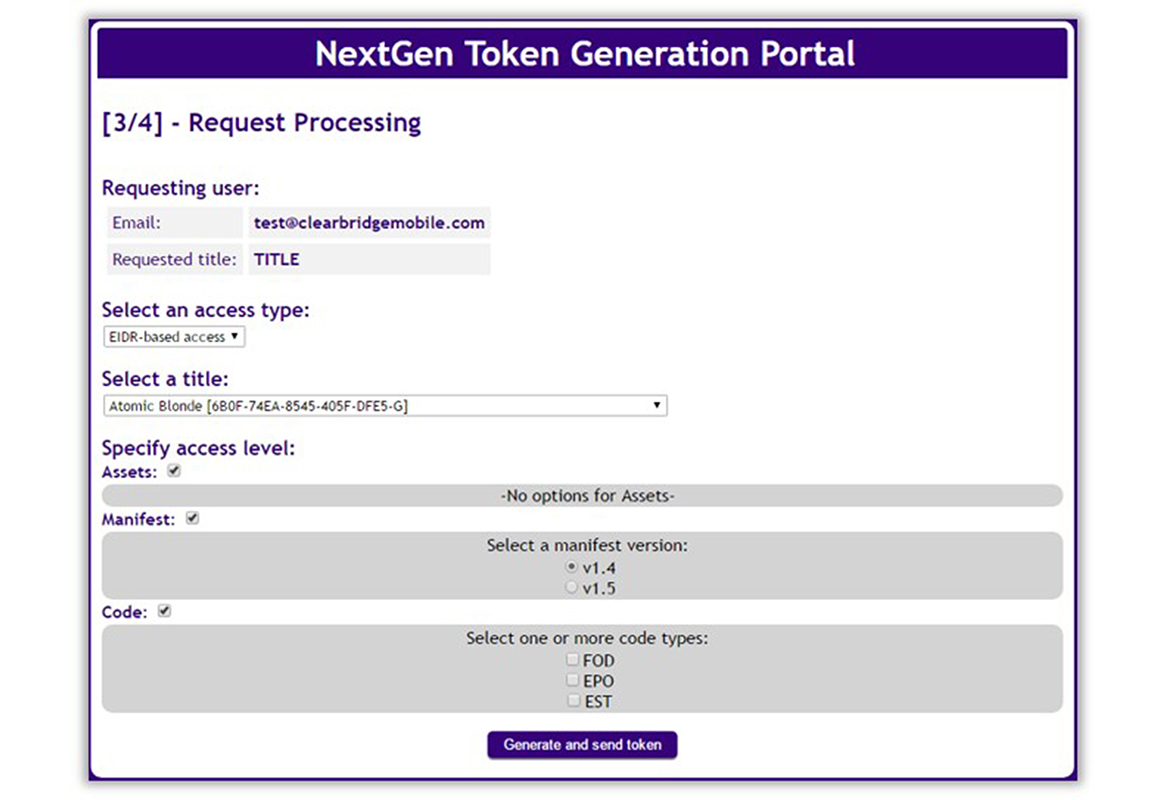 NextGen Token Generation Portal
[3/4] - Request Processing
Requesting user:
Email: test@clearbridgemobile.com
Requested title: TITLE
Select an access type:
EIDR-based access
Select a title:
Atomic Blonde [6B0F-74EA-8545-405F-DFE5-G]
Specify access level:
Assets:
-No options for Assets-
Manifest:
Select a manifest version:
v1.4
v1.5
Code:
Select one or more code types:
FOD
EPO
EST
Generate and send token